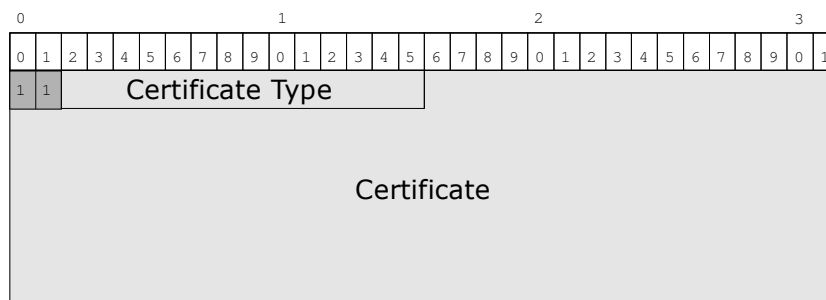 0 1 2 3
0 1 2 3 4 5 6 7 8 9 0 1 2 3 4 5 6 7 8 9 0 1 2 3 4 5 6 7 8 9 0 1
1 1 Certificate Type
Certificate